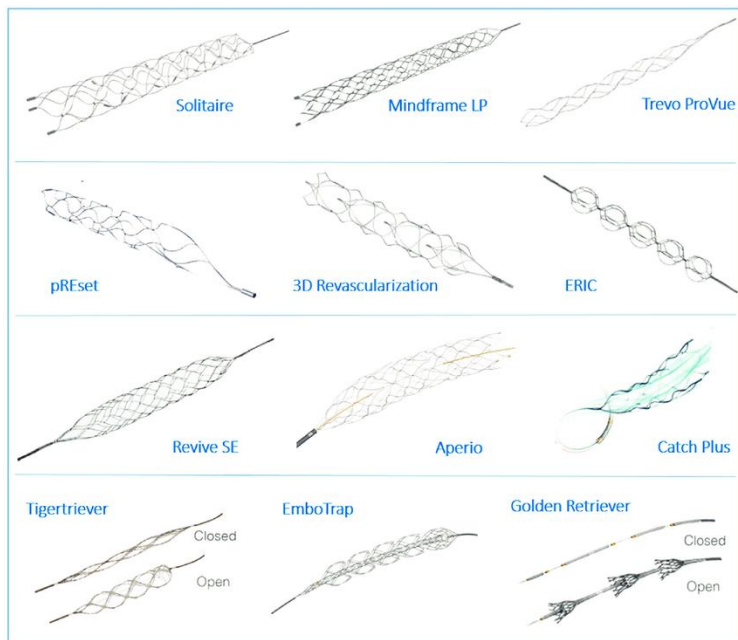 Solitaire
Mindframe LP
Trevo ProVue
pREset
3D Revascularization
ERIC
Revive SE
Aperio
Catch Plus
Tigertriever
Closed
Open
EmboTrap
Golden Retriever
Closed
Open